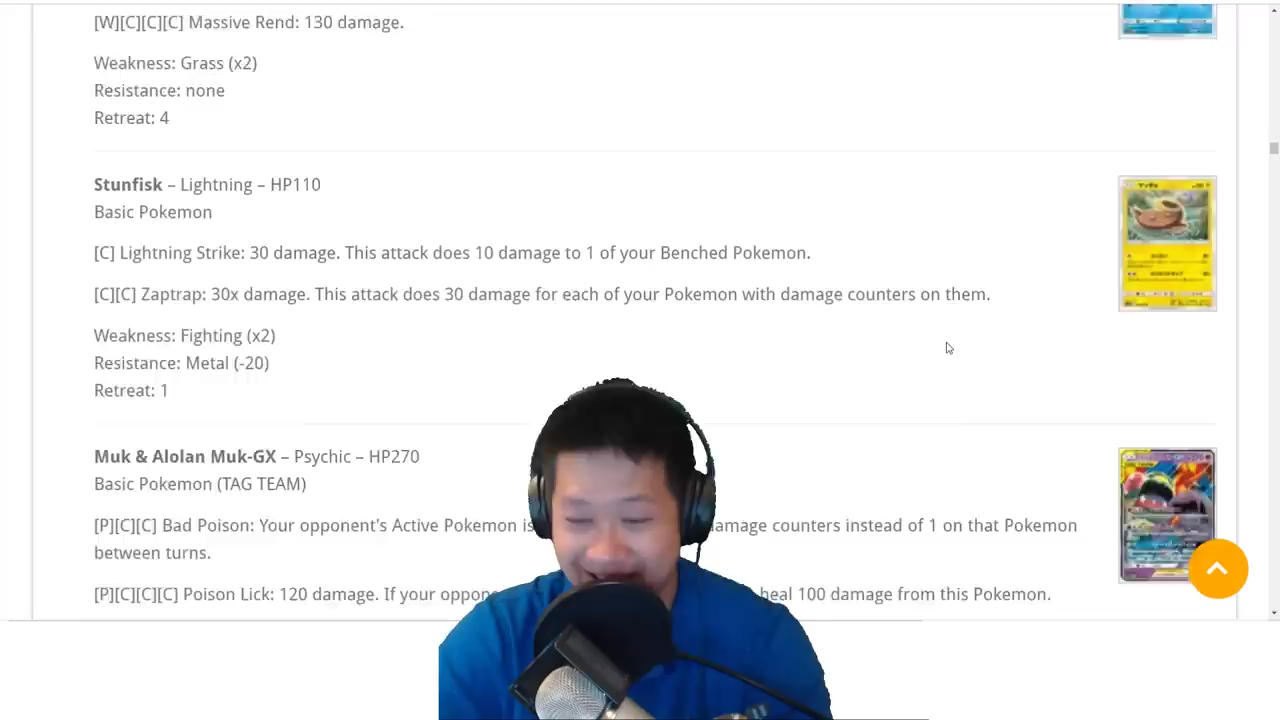 [W][C][C][C] Massive Rend: 130 damage.
Weakness: Grass (x2)
Resistance: none
Retreat: 4
Stunfisk – Lightning – HP110
Basic Pokemon
[C] Lightning Strike: 30 damage. This attack does 10 damage to 1 of your Benched Pokemon.
[C][C] Zaptrap: 30x damage. This attack does 30 damage for each of your Pokemon with damage counters on them.
Weakness: Fighting (x2)
Resistance: Metal (-20)
Retreat: 1
Muk & Alolan Muk-GX – Psychic – HP270
Basic Pokemon (TAG TEAM)
[P][C][C] Bad Poison: Your opponent's Active Pokemon is damage counters instead of 1 on that Pokemon
between turns.
[P][C][C][C] Poison Lick: 120 damage. If your heal 100 damage from this Pokemon.